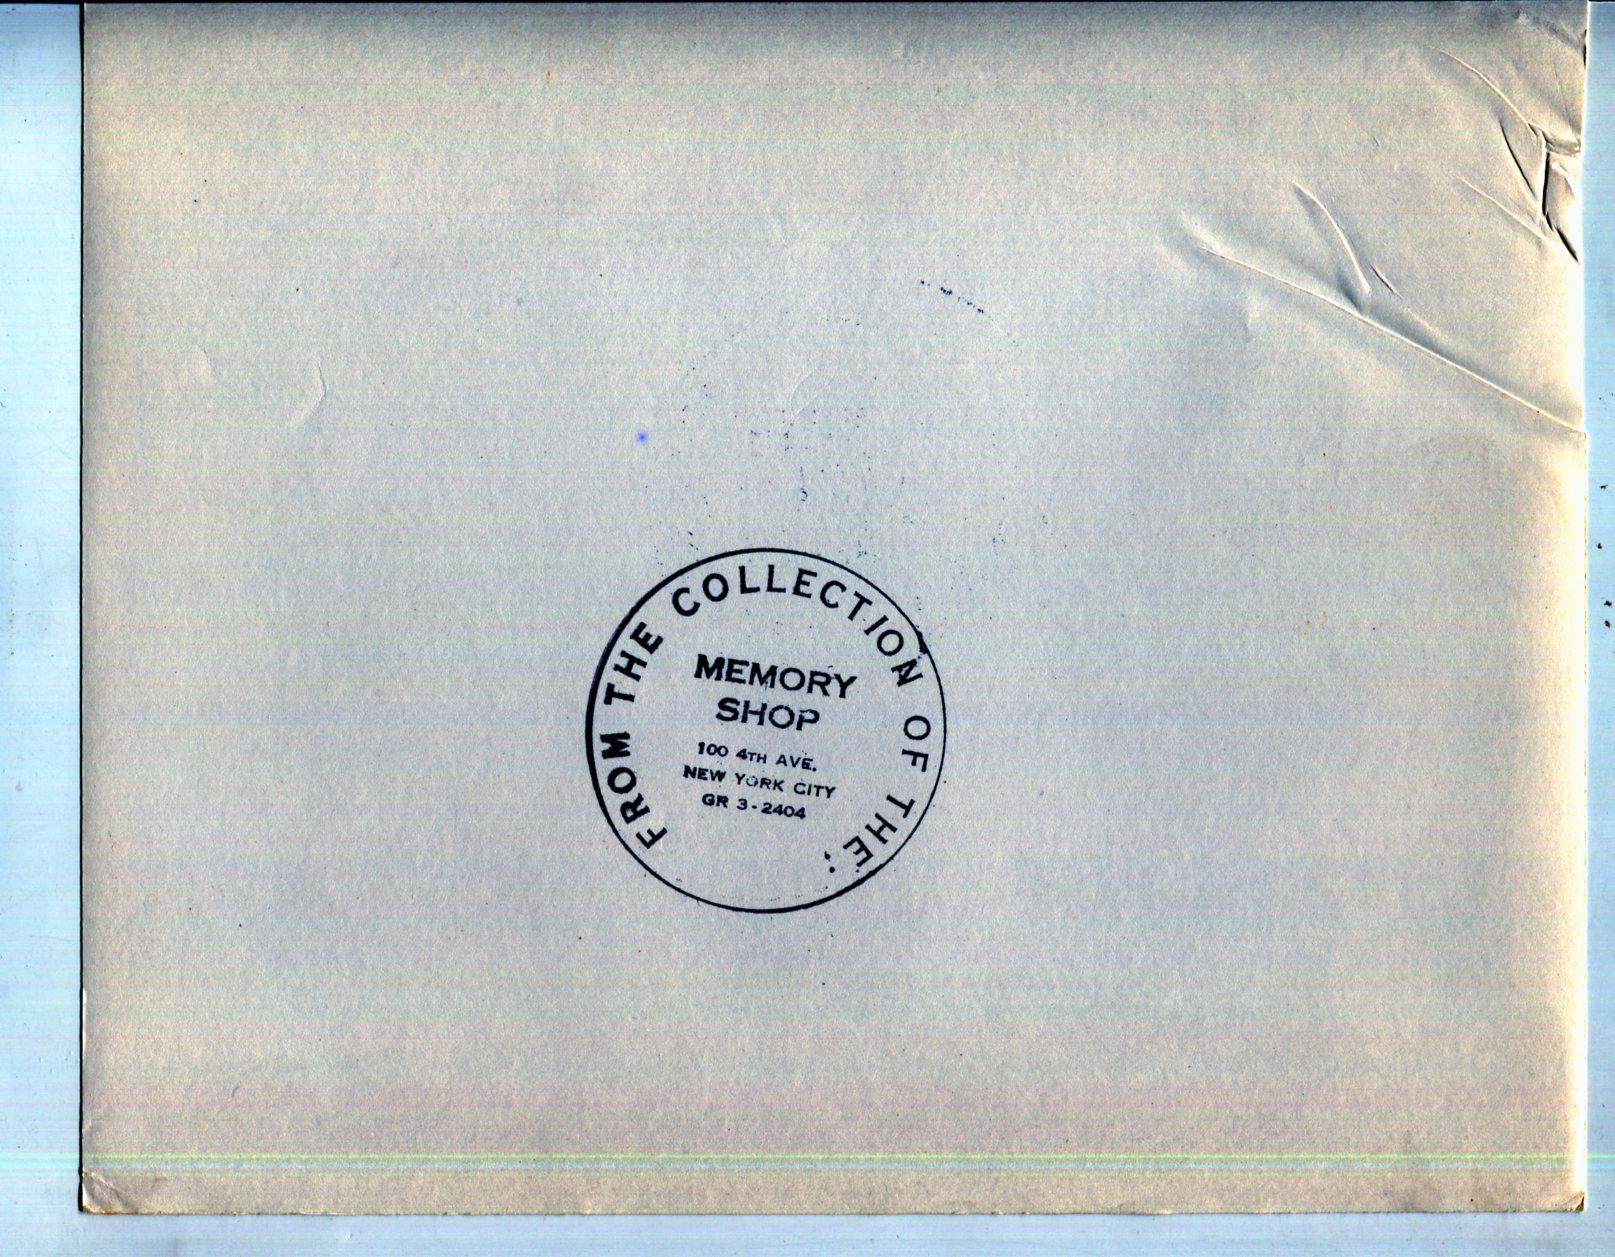 FROM THE COLLECTION OF THE:
MEMORY
SHOP
100 4TH AVE.
NEW YORK CITY
GR 3-2404